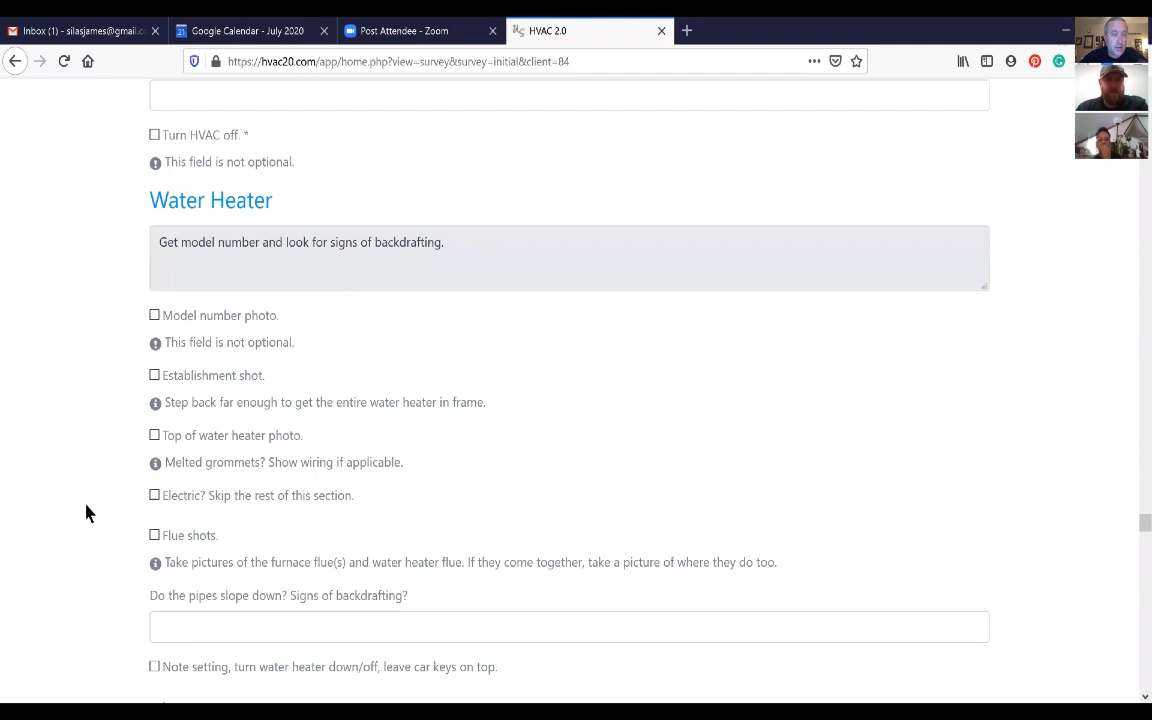 Inbox (1) - silasjames@gmail.co
Google Calendar - July 2020
Post Attendee - Zoom
HVAC 2.0
https://hvac20.com/app/home.php?view=survey&survey=initial&client=84
Turn HVAC off. *
This field is not optional.
Water Heater
Get model number and look for signs of backdrafting.
Model number photo.
This field is not optional.
Establishment shot.
Step back far enough to get the entire water heater in frame.
Top of water heater photo.
Melted grommets? Show wiring if applicable.
Electric? Skip the rest of this section.
Flue shots.
Take pictures of the furnace flue(s) and water heater flue. If they come together, take a picture of where they do too.
Do the pipes slope down? Signs of backdrafting?
Note setting, turn water heater down/off, leave car keys on top.